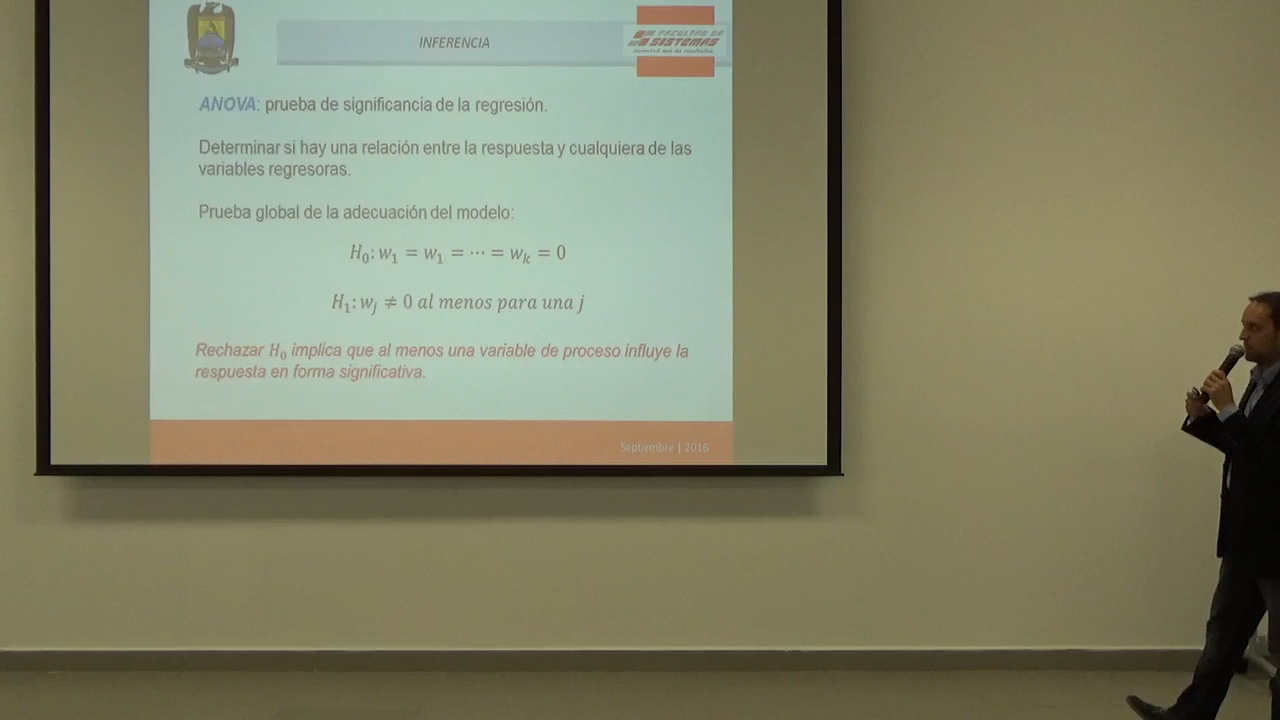 INFERENCIA
FACULTAD DE
SISTEMAS
ANOVA: prueba de significancia de la regresión.
Determinar si hay una relación entre la respuesta y cualquiera de las
variables regresoras.
Prueba global de la adecuación del modelo:
H₀: w₁ = w₁ = ⋯ = wₖ = 0
H₁: wⱼ ≠ 0 al menos para una j
Rechazar H₀ implica que al menos una variable de proceso influye la
respuesta en forma significativa.
Septiembre | 2016